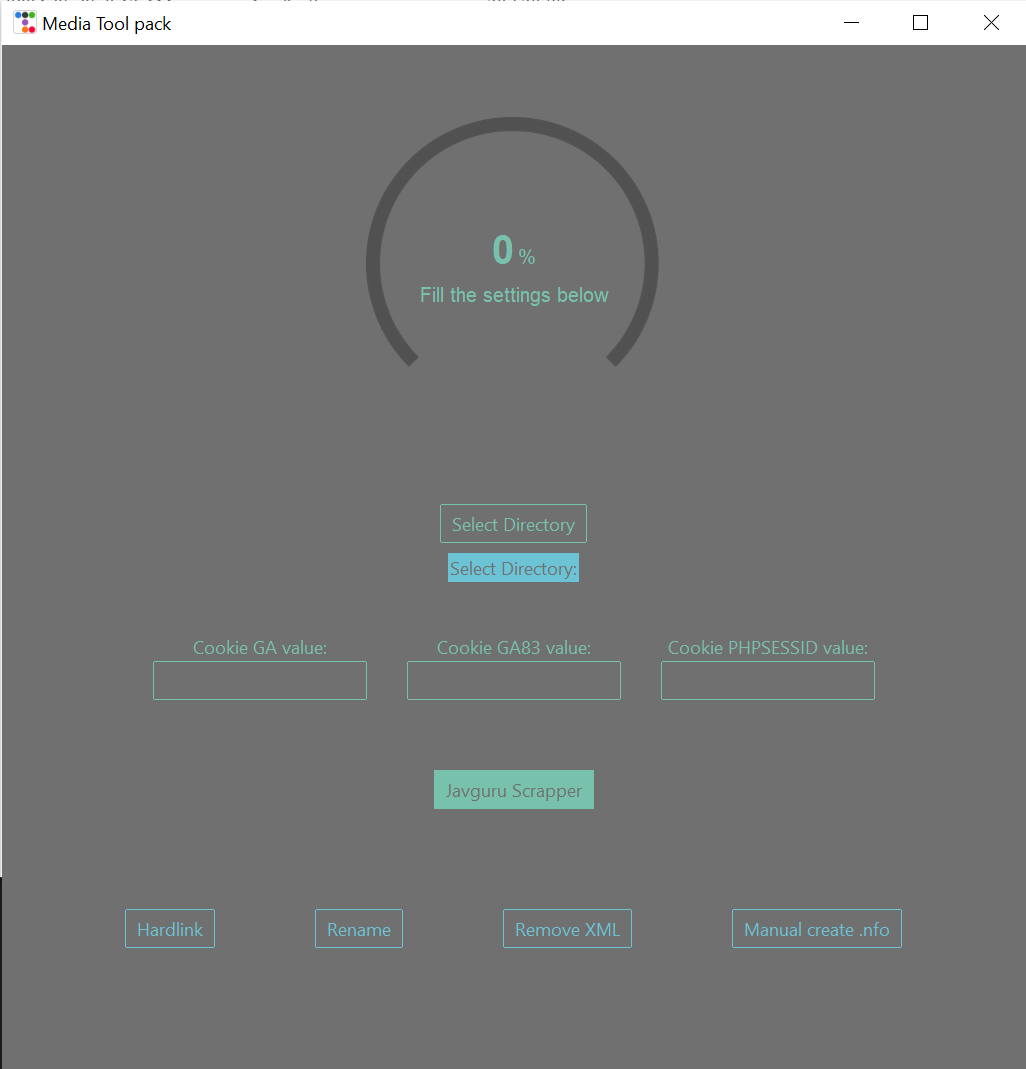 Media Tool pack
0 %
Fill the settings below
Select Directory
Select Directory:
Cookie GA value: Cookie GA83 value: Cookie PHPSESSID value:
Javguru Scrapper
Hardlink Rename Remove XML Manual create .nfo